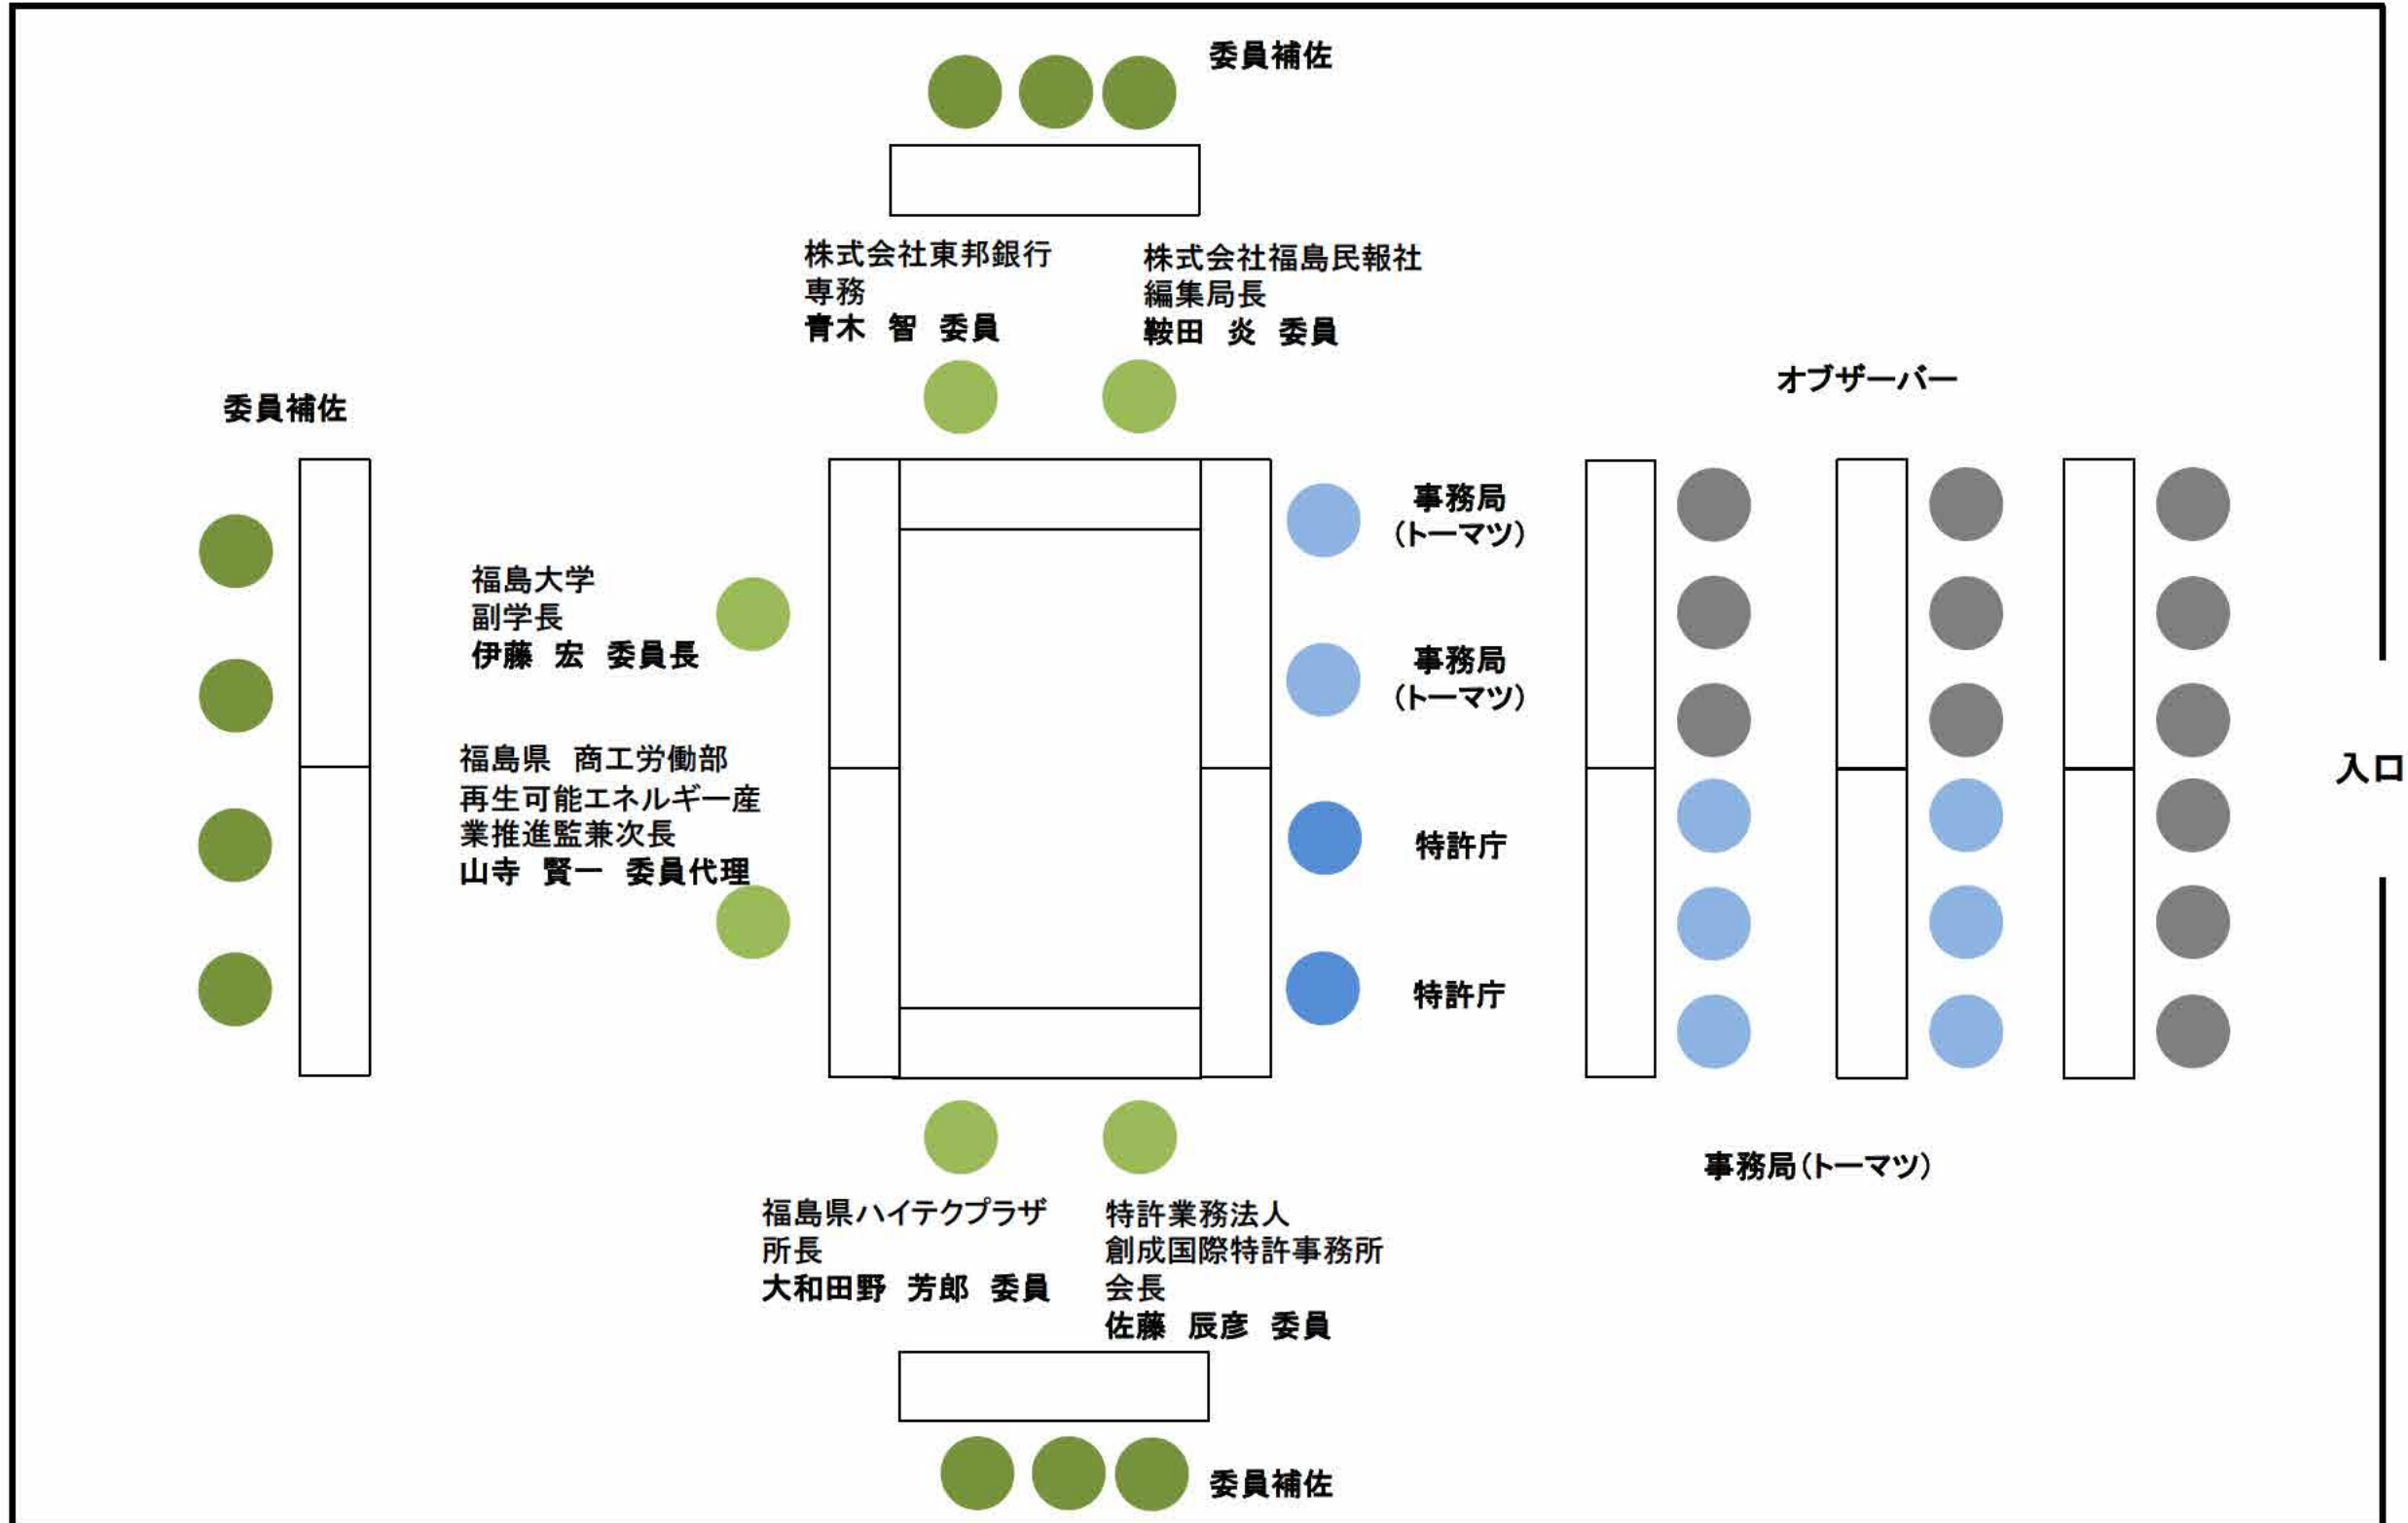 委員補佐
株式会社東邦銀行
専務
青木　智　委員
株式会社福島民報社
編集局長
鞍田　炎　委員
オブザーバー
委員補佐
事務局
（トーマツ）
福島大学
副学長
伊藤　宏　委員長
事務局
（トーマツ）
福島県　商工労働部
再生可能エネルギー産
業推進監兼次長
山寺　賢一　委員代理
入口
特許庁
特許庁
事務局（トーマツ）
福島県ハイテクプラザ
所長
大和田野　芳郎　委員
特許業務法人
創成国際特許事務所
会長
佐藤　辰彦　委員
委員補佐